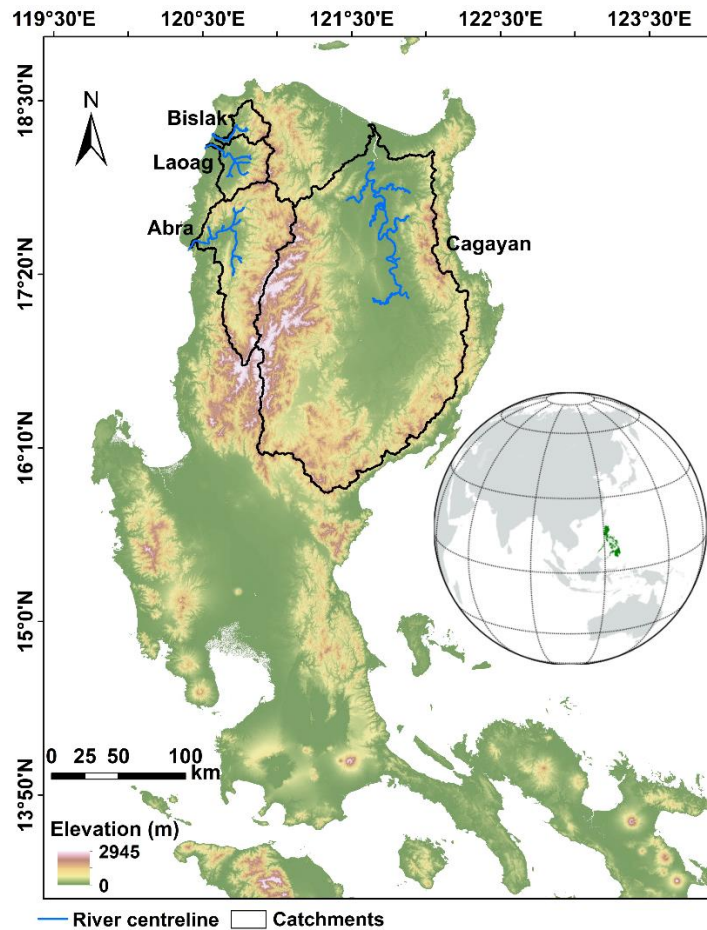 119°30'E 120°30'E 121°30'E 122°30'E 123°30'E
18°30'N
17°20'N
16°10'N
15°0'N
13°50'N
N
Bislak
Laoag
Abra
Cagayan
0 25 50 100
km
Elevation (m)
2945
0
River centreline Catchments